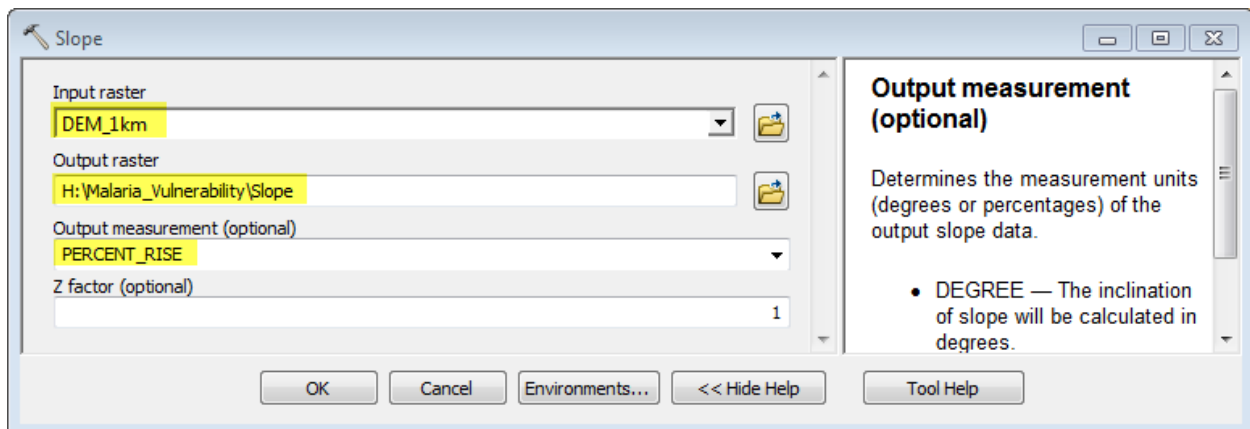 Slope
Input raster
DEM_1km
Output raster
H:\Malaria_Vulnerability\Slope
Output measurement (optional)
PERCENT_RISE
Z factor (optional)
1
Output measurement
(optional)
Determines the measurement units
(degrees or percentages) of the
output slope data.
• DEGREE — The inclination
of slope will be calculated in
degrees.
OK
Cancel
Environments...
<< Hide Help
Tool Help